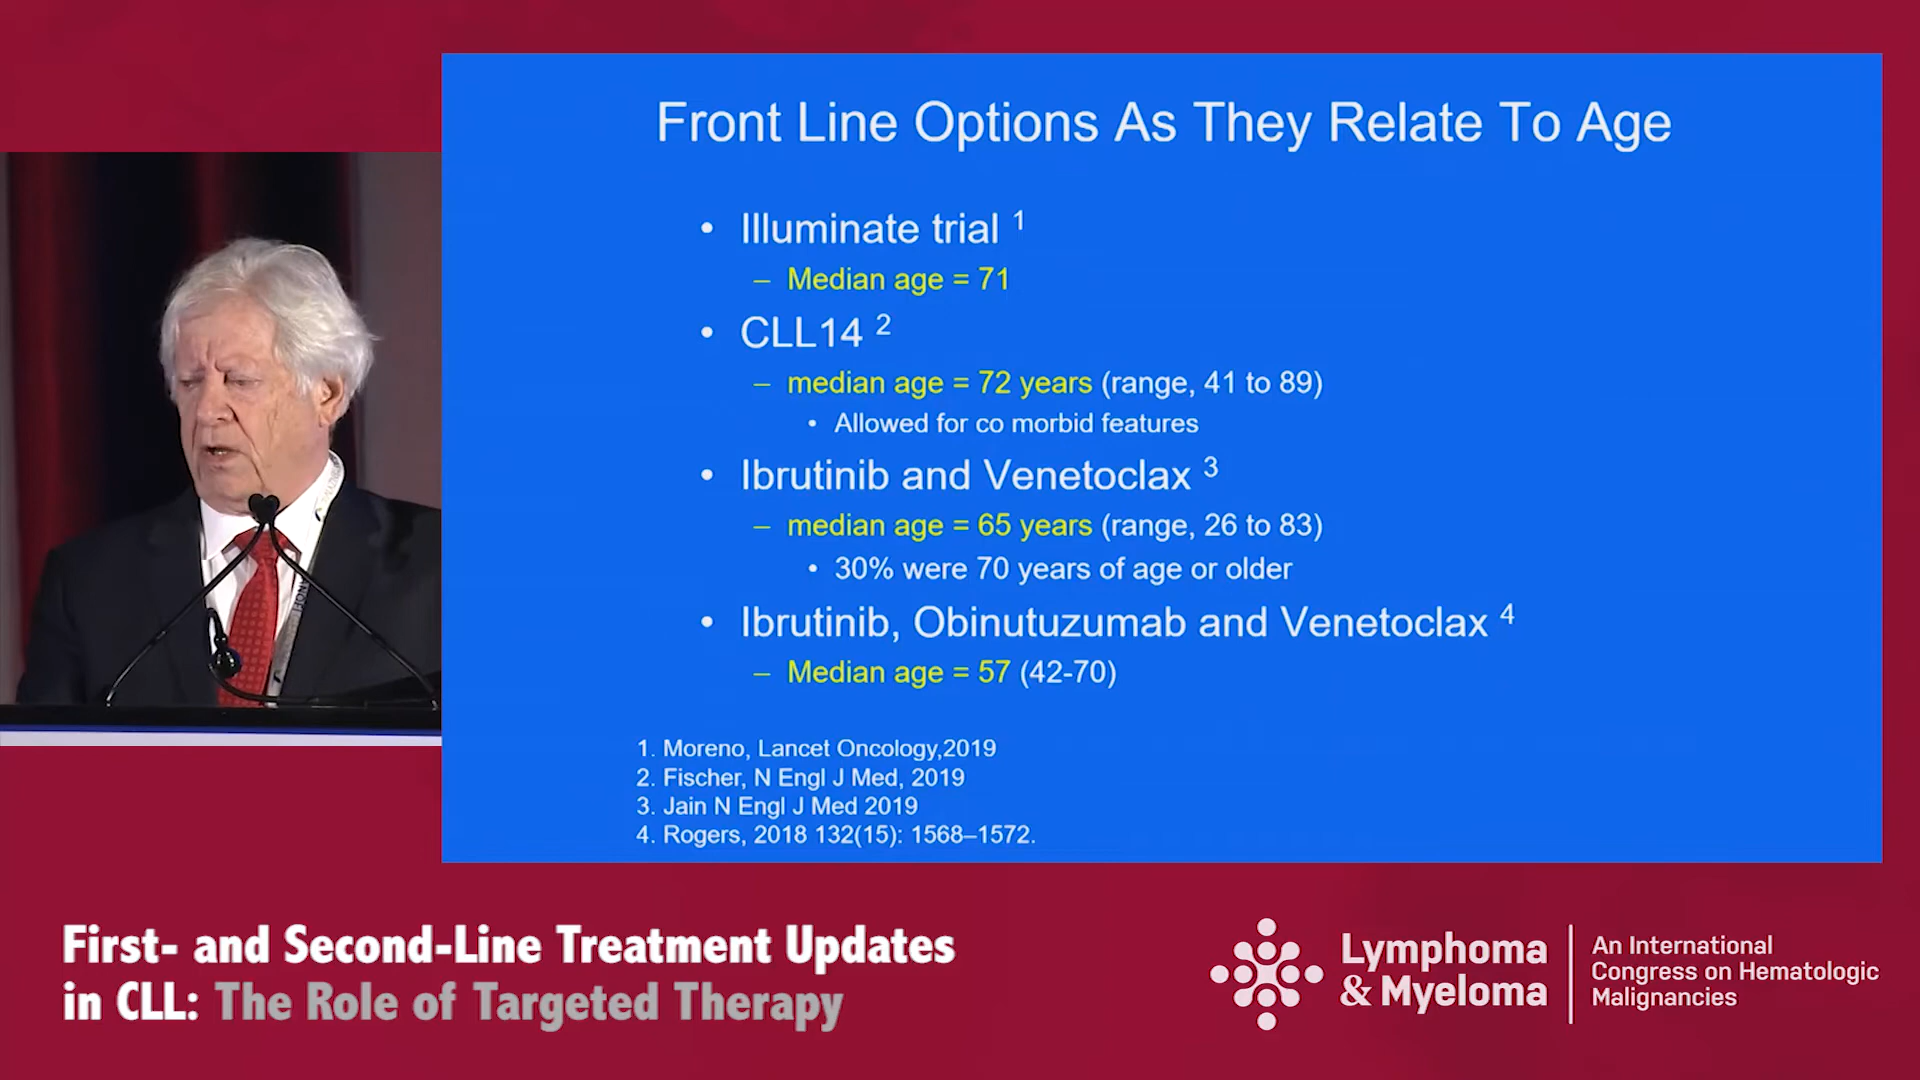 Front Line Options As They Relate To Age
• Illuminate trial 1
– Median age = 71
• CLL14 2
– median age = 72 years (range, 41 to 89)
• Allowed for co morbid features
• Ibrutinib and Venetoclax 3
– median age = 65 years (range, 26 to 83)
• 30% were 70 years of age or older
• Ibrutinib, Obinutuzumab and Venetoclax 4
– Median age = 57 (42-70)
1. Moreno, Lancet Oncology,2019
2. Fischer, N Engl J Med, 2019
3. Jain N Engl J Med 2019
4. Rogers, 2018 132(15): 1568–1572.
First- and Second-Line Treatment Updates
in CLL: The Role of Targeted Therapy
Lymphoma
& Myeloma
An International
Congress on Hematologic
Malignancies